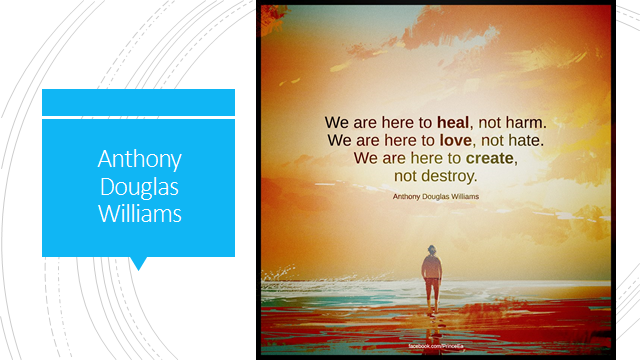 Anthony
Douglas
Williams
We are here to heal, not harm.
We are here to love, not hate.
We are here to create,
not destroy.
Anthony Douglas Williams
facebook.com/PrinceEa